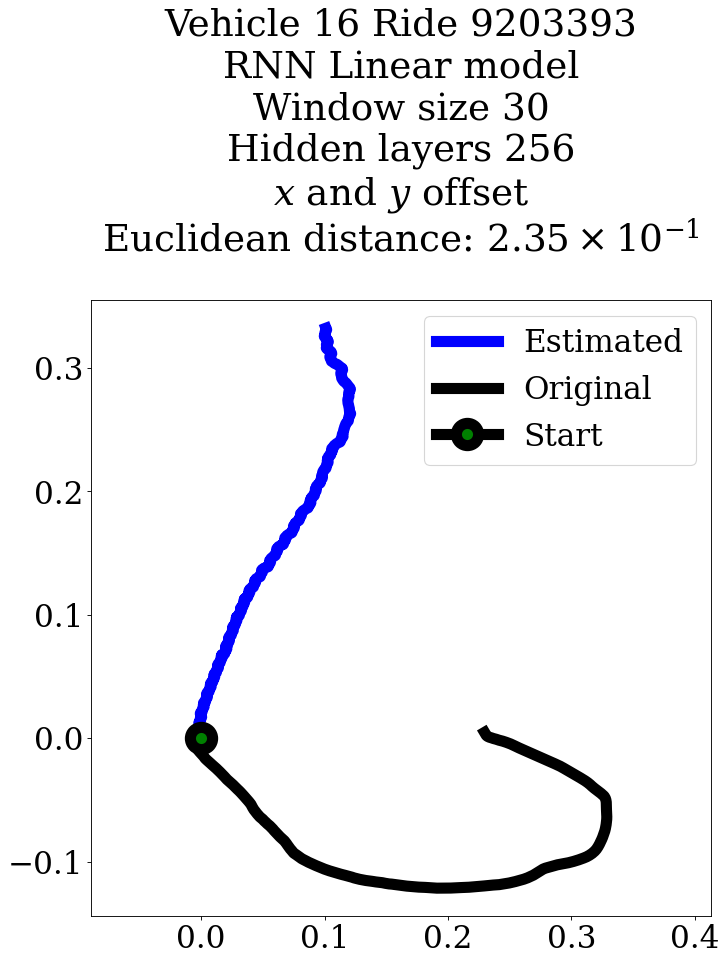 Vehicle 16 Ride 9203393
RNN Linear model
Window size 30
Hidden layers 256
x and y offset
Euclidean distance: 2.35 × 10⁻¹
Estimated
Original
Start
0.3
0.2
0.1
0.0
−0.1
0.0 0.1 0.2 0.3 0.4